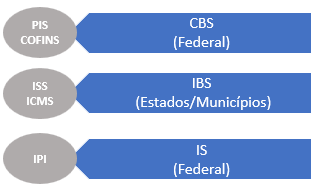 PIS
COFINS
CBS
(Federal)
ISS
ICMS
IBS
(Estados/Municípios)
IPI
IS
(Federal)